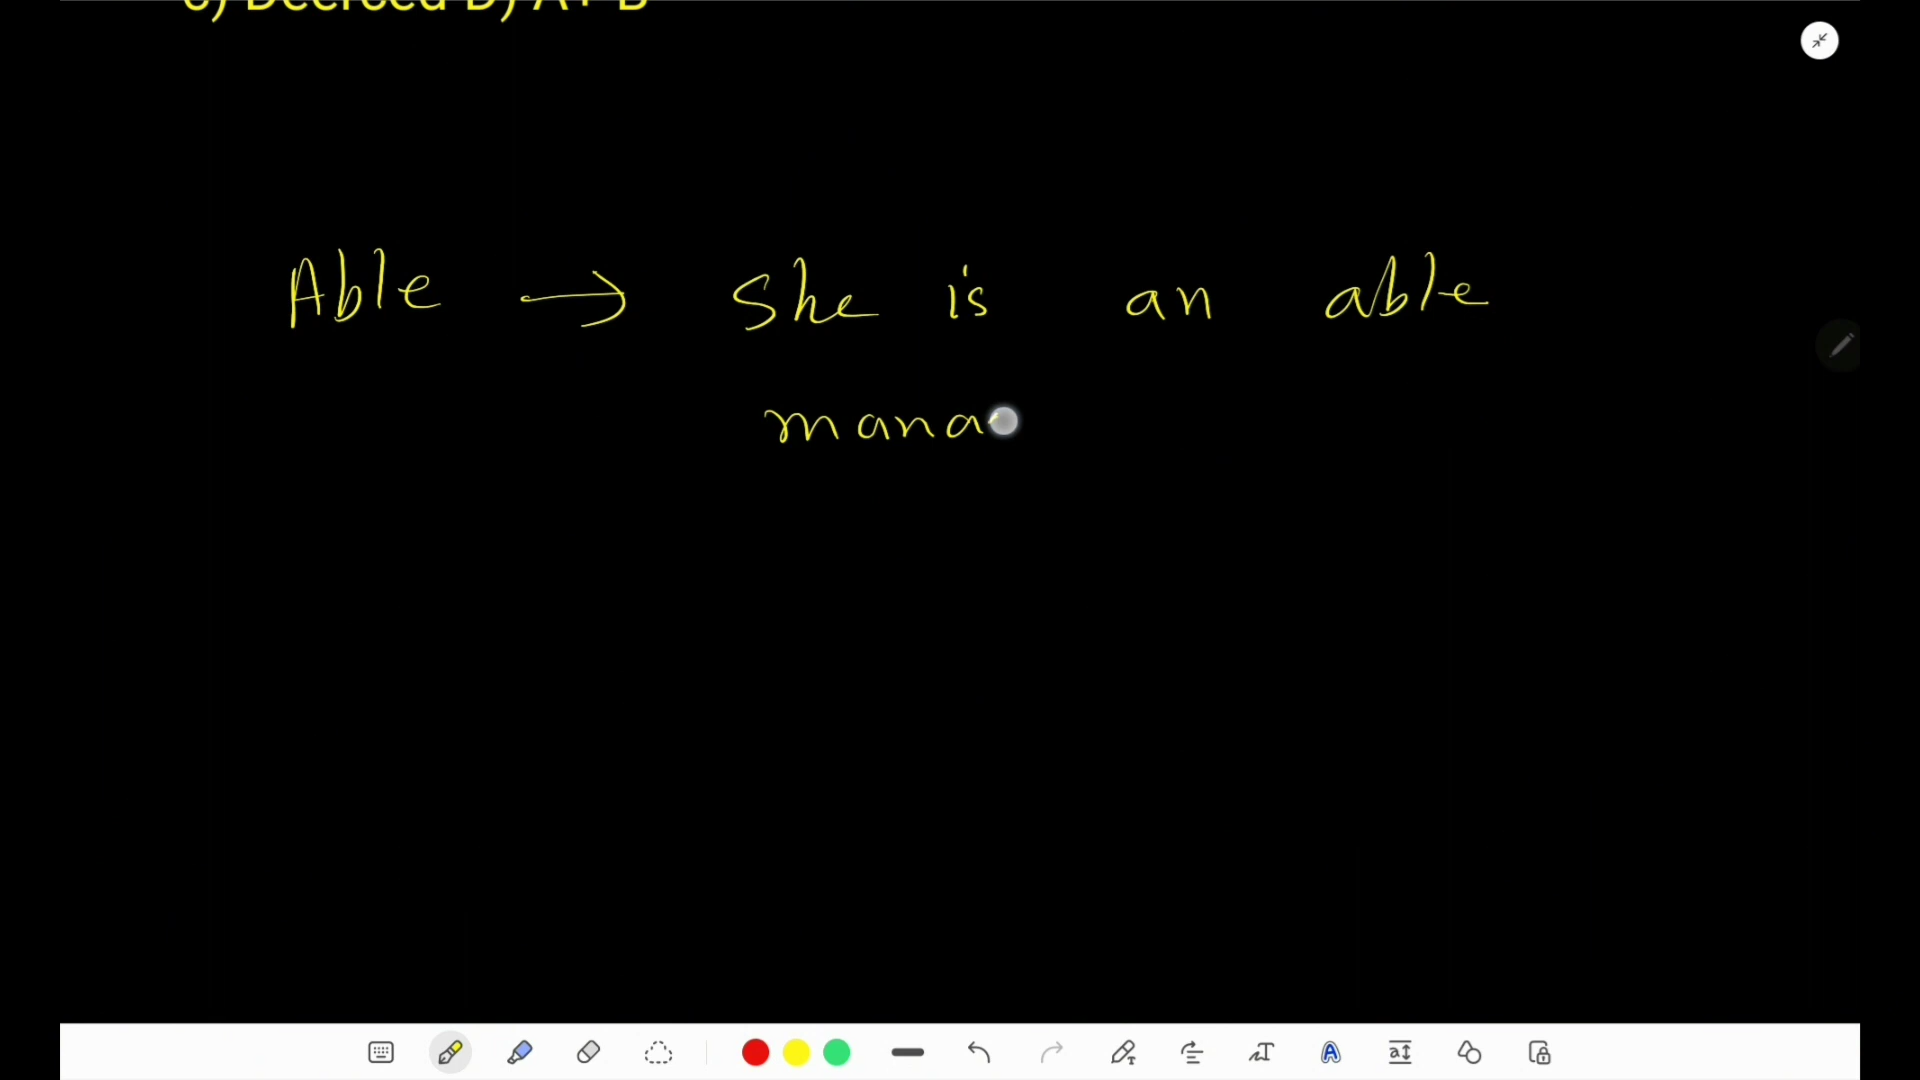 Able → She is an able
mana